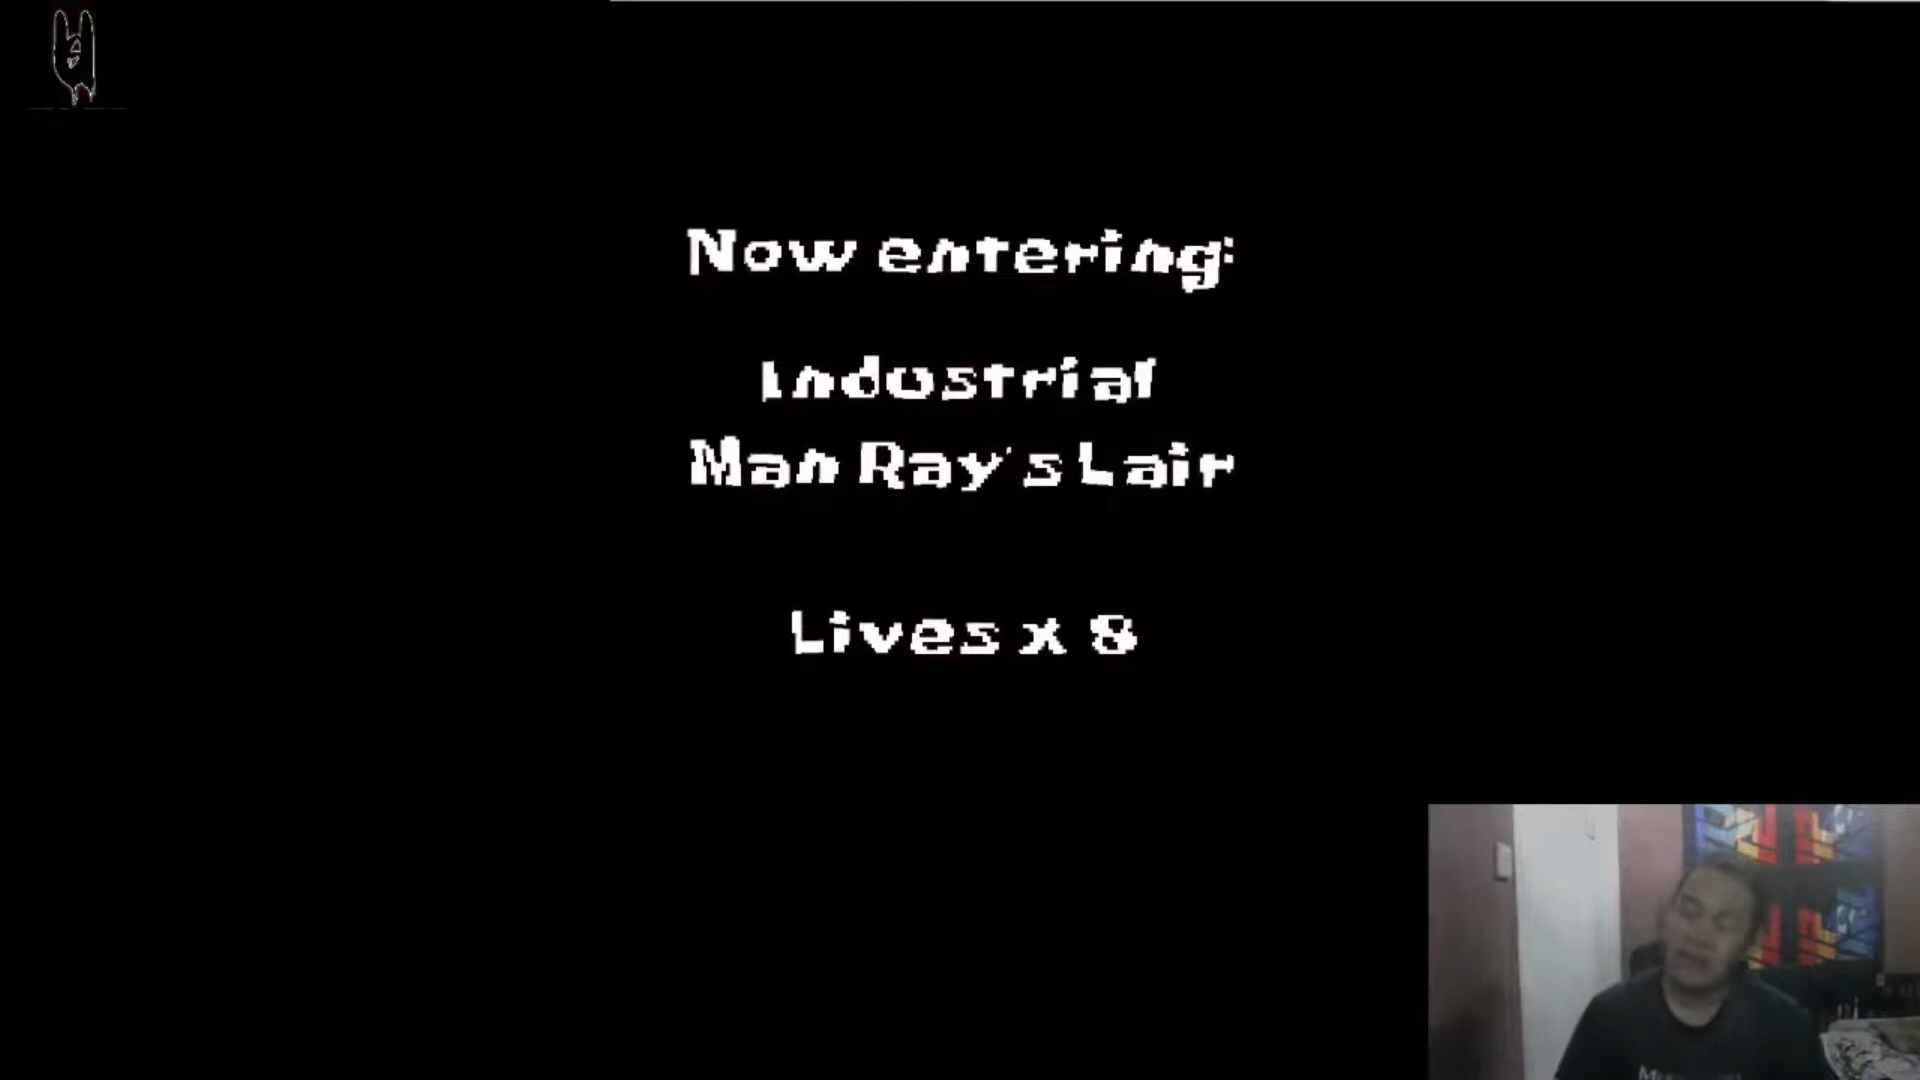 Now entering:
Industrial
Man Ray's Lair
Lives x 8